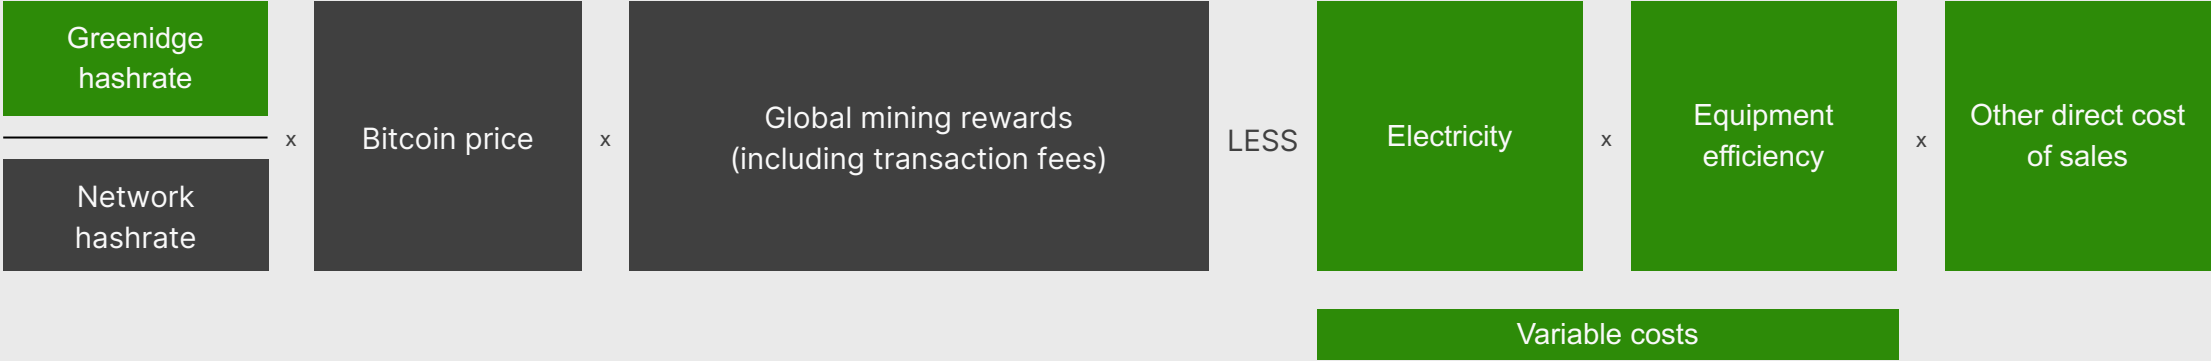 Greenidge
hashrate
Network
hashrate
x
Bitcoin price
x
Global mining rewards
(including transaction fees)
LESS
Electricity
x
Equipment
efficiency
x
Other direct cost
of sales
Variable costs